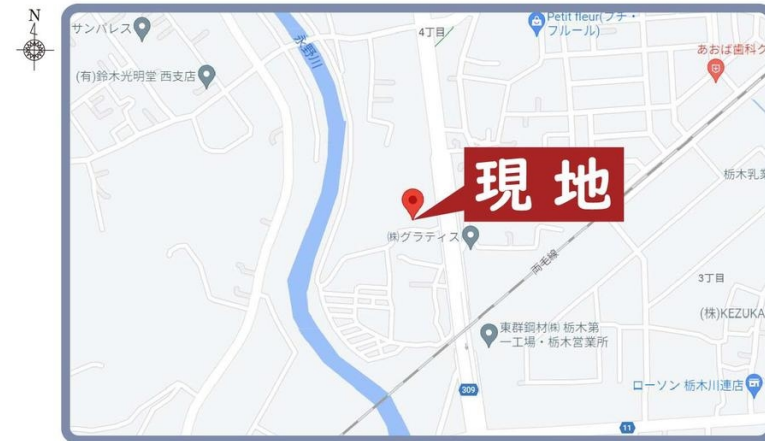 N
サンパレス
4丁目
Petit fleur(プチ・
フルール)
あおば歯科ク
永野川
(有)鈴木光明堂 西支店
栃木乳業
現地
㈱グラティス
両毛線
3丁目
(株)KEZUKA
東群鋼材㈱ 栃木第
一工場・栃木営業所
ローソン 栃木川連店
309
11